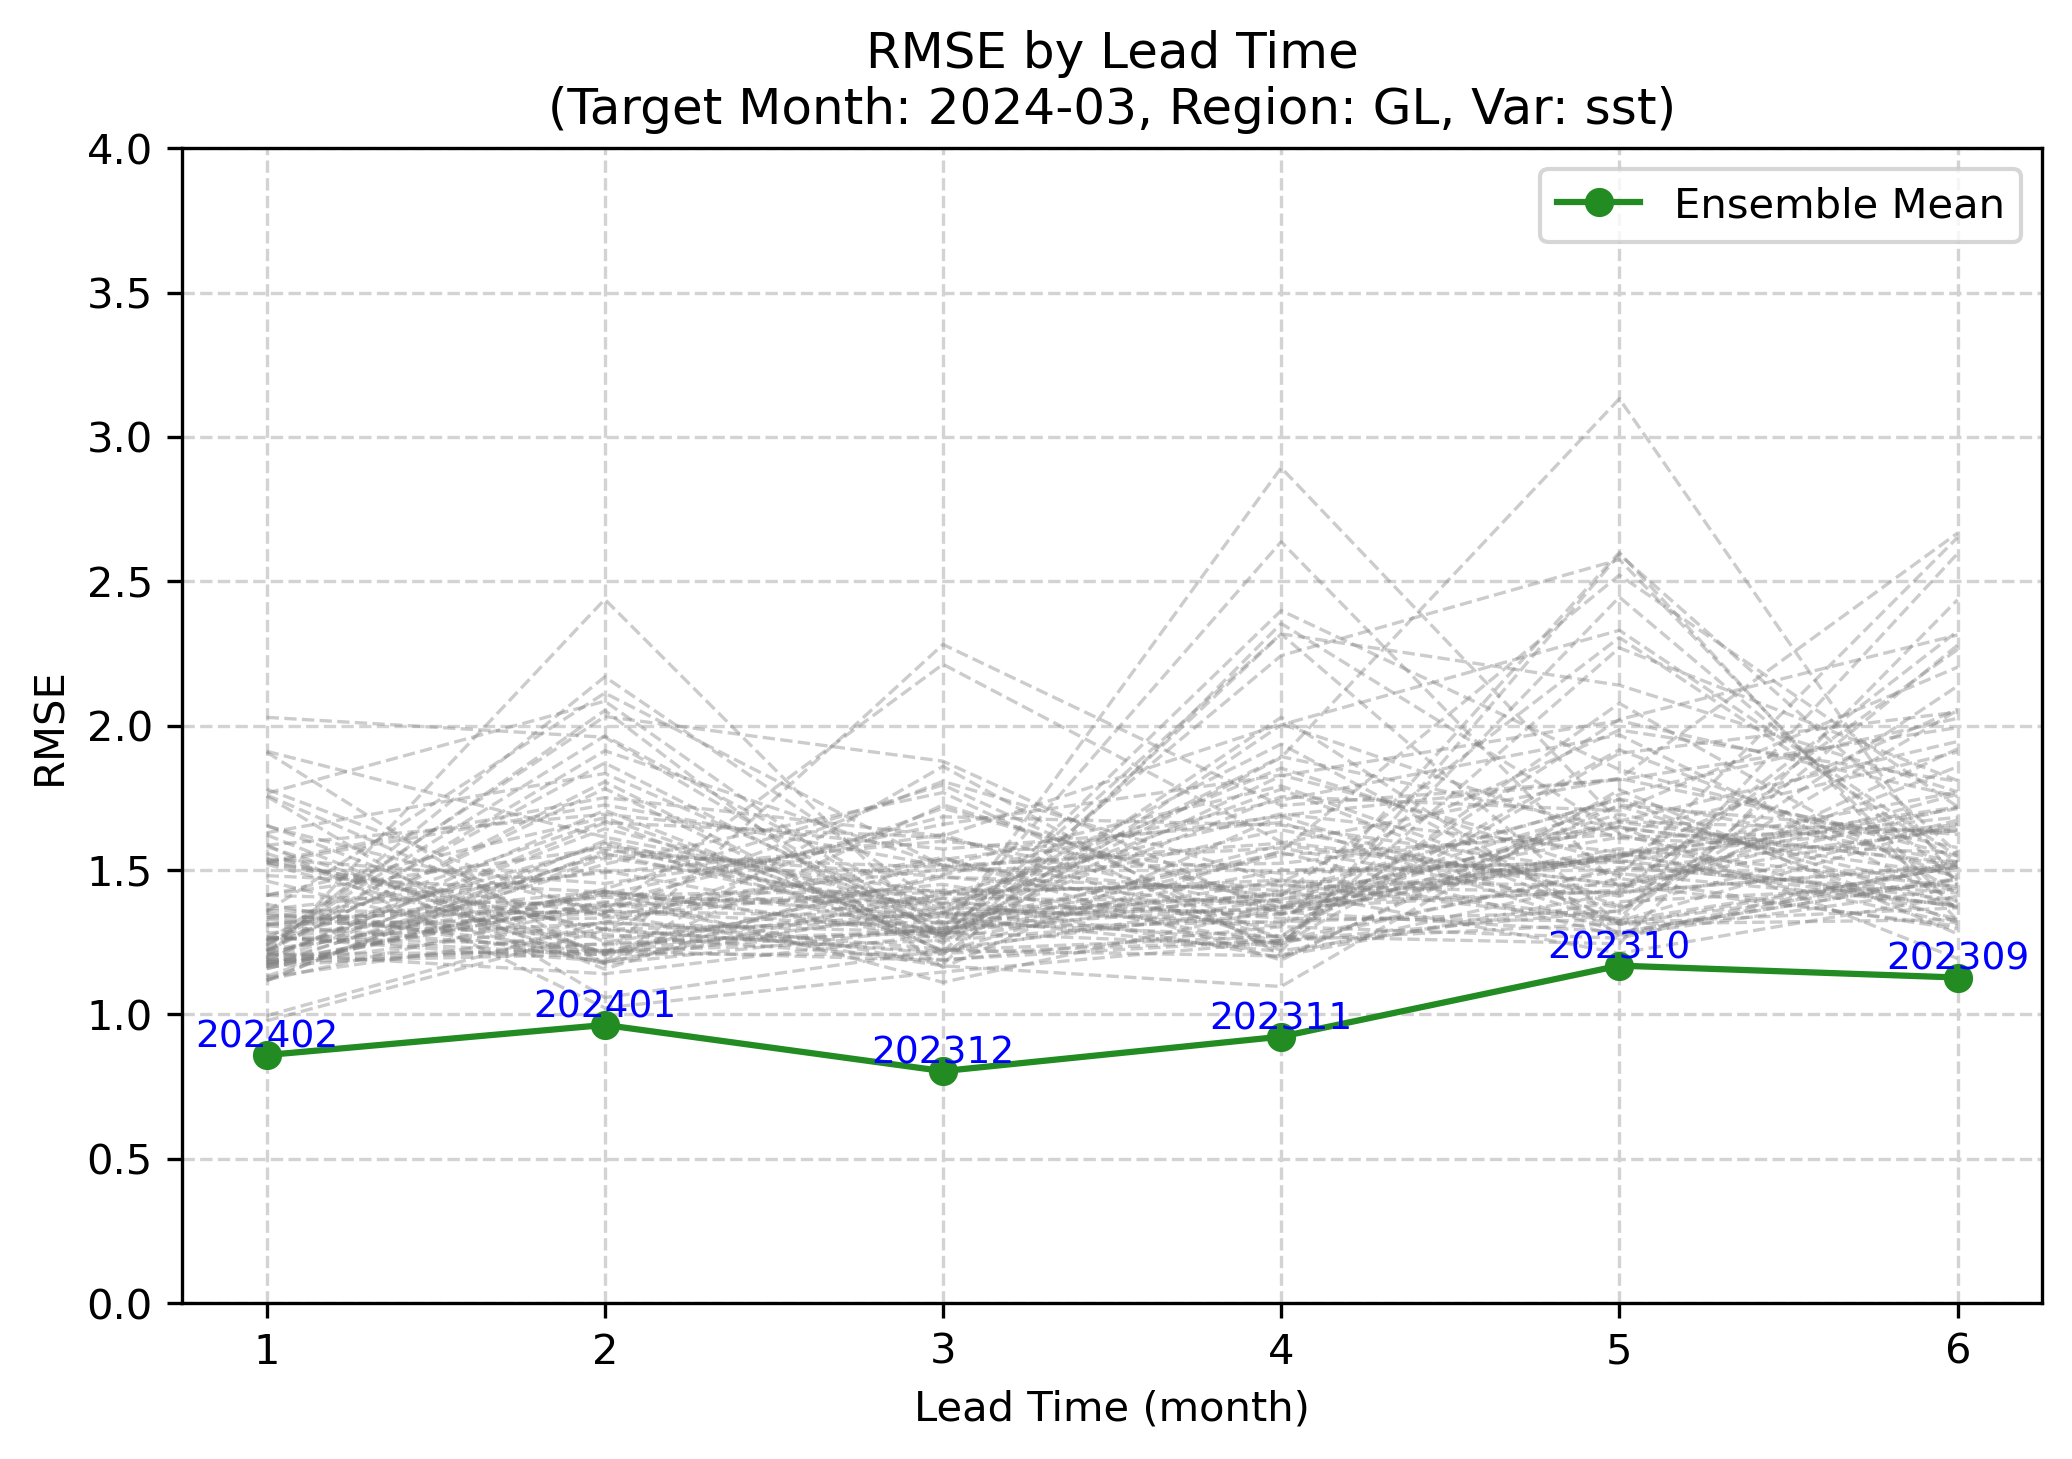 RMSE by Lead Time
(Target Month: 2024-03, Region: GL, Var: sst)
4.0
3.5
3.0
2.5
2.0
1.5
1.0
0.5
0.0
RMSE
Ensemble Mean
202402
202401
202312
202311
202310
202309
1 2 3 4 5 6
Lead Time (month)